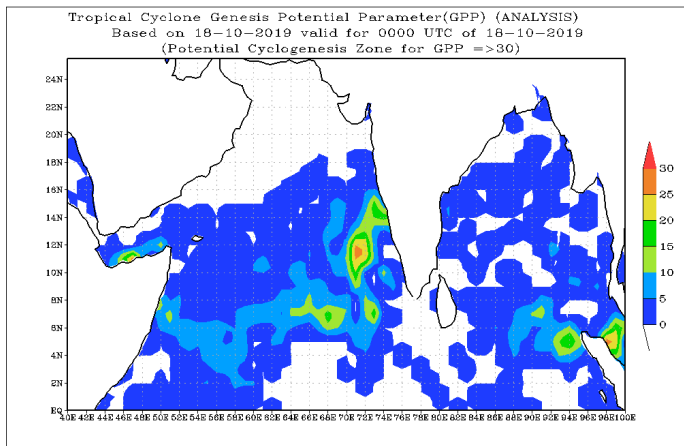 Tropical Cyclone Genesis Potential Parameter(GPP) (ANALYSIS)
Based on 18-10-2019 valid for 0000 UTC of 18-10-2019
(Potential Cyclogenesis Zone for GPP =>30)
24N
22N
20N
18N
16N
14N
12N
10N
8N
6N
4N
2N
EQ
40E 42E 44E 46E 48E 50E 52E 54E 56E 58E 60E 62E 64E 66E 68E 70E 72E 74E 76E 78E 80E 82E 84E 86E 88E 90E 92E 94E 96E 98E 100E
30
25
20
15
10
5
0